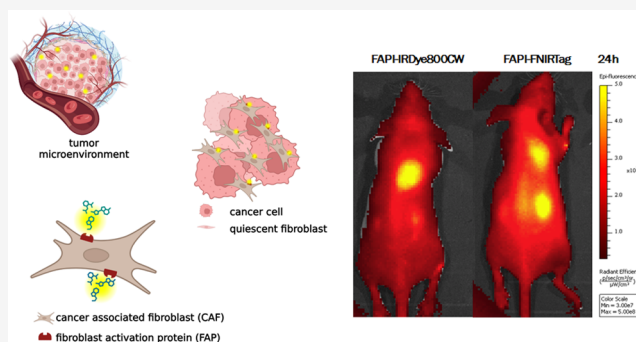 tumor
microenvironment
cancer cell
quiescent fibroblast
cancer associated fibroblast (CAF)
fibroblast activation protein (FAP)
FAPI-IRDye800CW FAPI-FNIRTag 24h
Epi-fluorescence
5.0
4.0
3.0
2.0
1.0
Radiant Efficiency
Color Scale
Min = 3.00e7
Max = 5.00e8